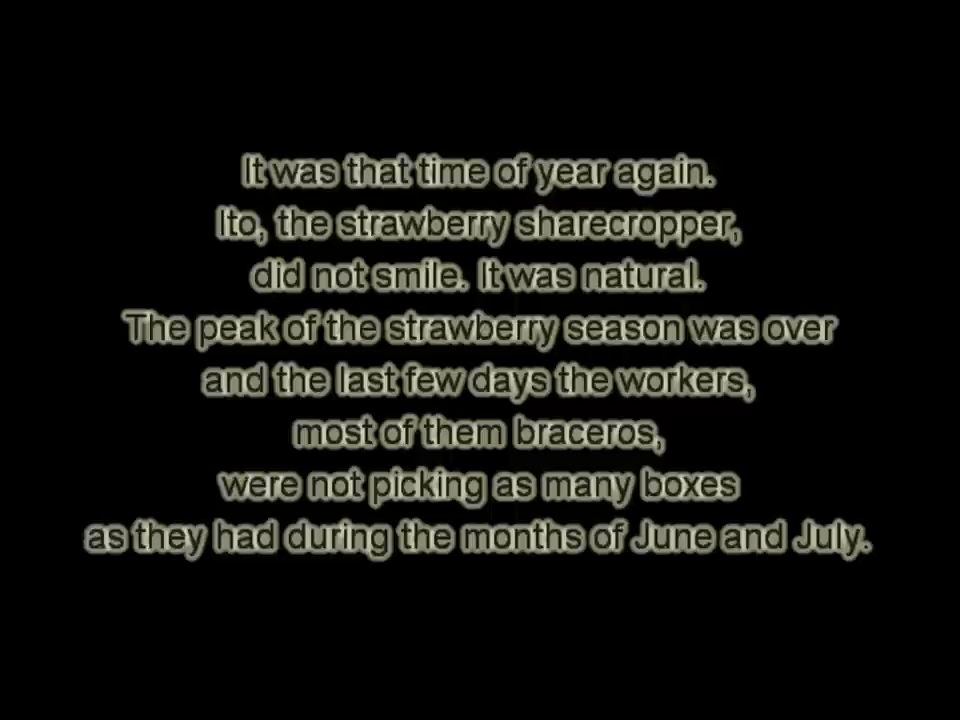 It was that time of year again.
Ito, the strawberry sharecropper,
did not smile. It was natural.
The peak of the strawberry season was over
and the last few days the workers,
most of them braceros,
were not picking as many boxes
as they had during the months of June and July.